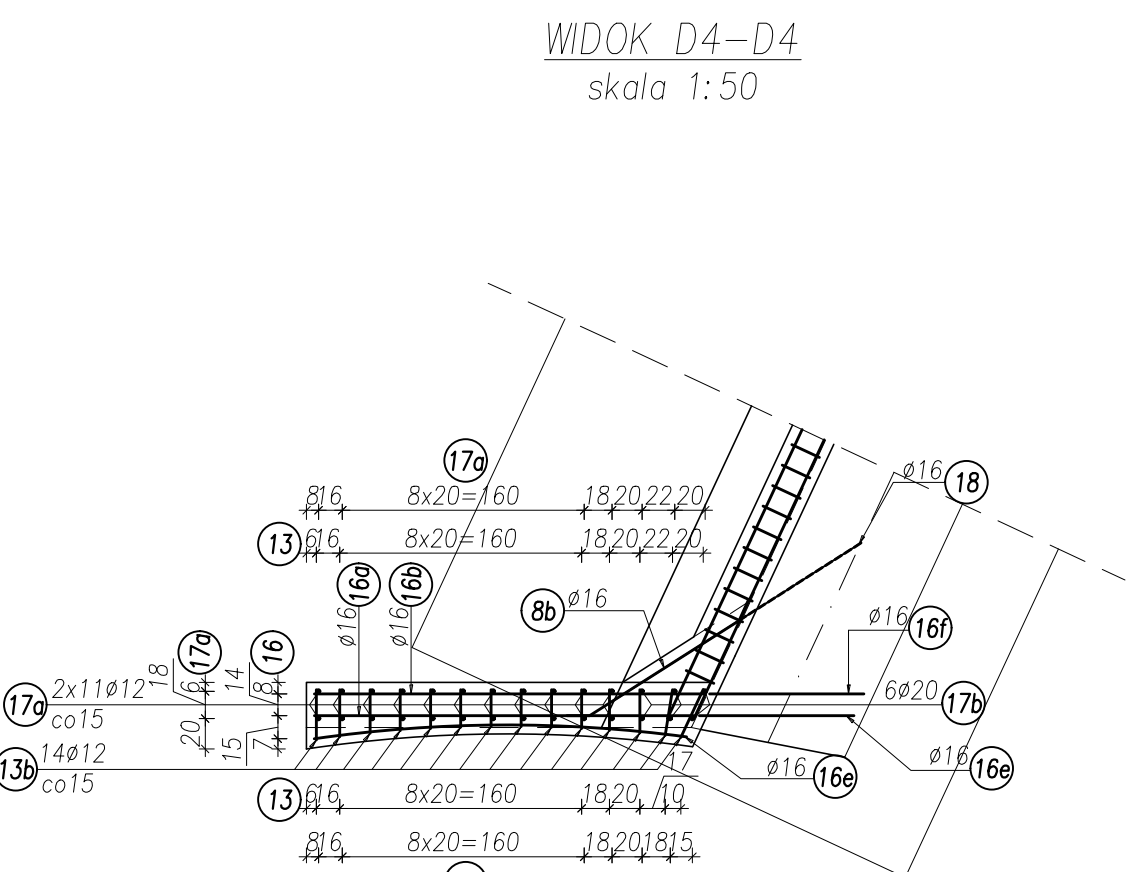 WIDOK D4-D4
skala 1:50
17a
8 16 8x20=160 18 20 22 20
13 6 16 8x20=160 18 20 22 20
ø16 18
16a 16b
ø16 ø16
8b ø16
ø16 16f
17a 16
18 6 14 8
17a 2x11ø12
co15
20 15 7
6ø20 17b
13b 14ø12
co15
ø16 16e
ø16 16e
17
13 6 16 8x20=160 18 20 10
8 16 8x20=160 18 20 18 15